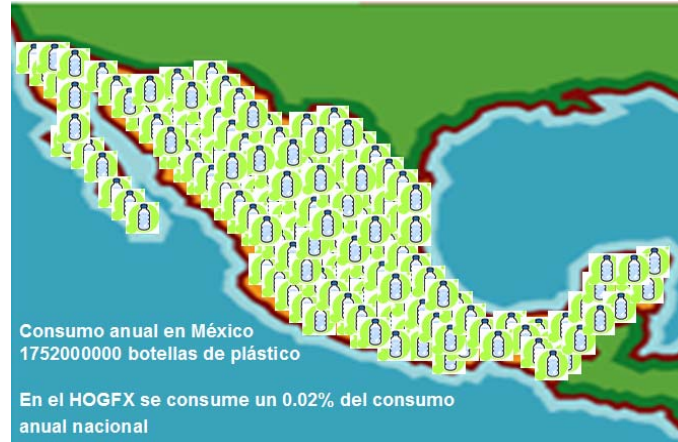 Consumo anual en México
1752000000 botellas de plástico
En el HOGFX se consume un 0.02% del consumo
anual nacional